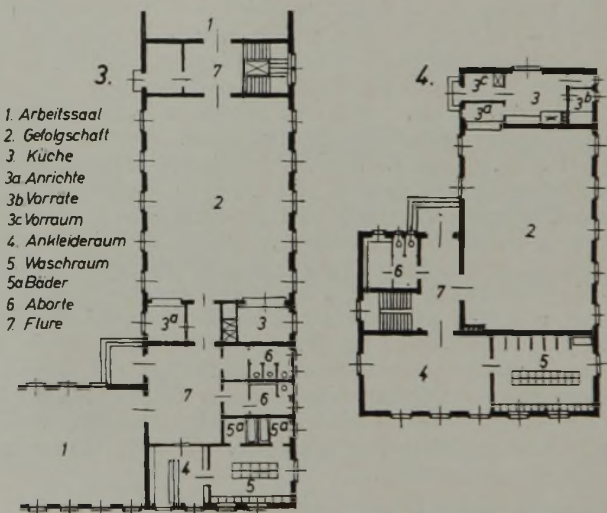 3.
1. Arbeitssaal
2. Gefolgschaft
3. Küche
3a. Anrichte
3b Vorräte
3c Vorraum
4. Ankleideraum
5. Waschraum
5a Bäder
6 Aborte
7. Flure
1
7
2
3a
3
6
7
6
5a
5a
1
4
5
4.
3c
3
3b
3a
2
6
7
4
5